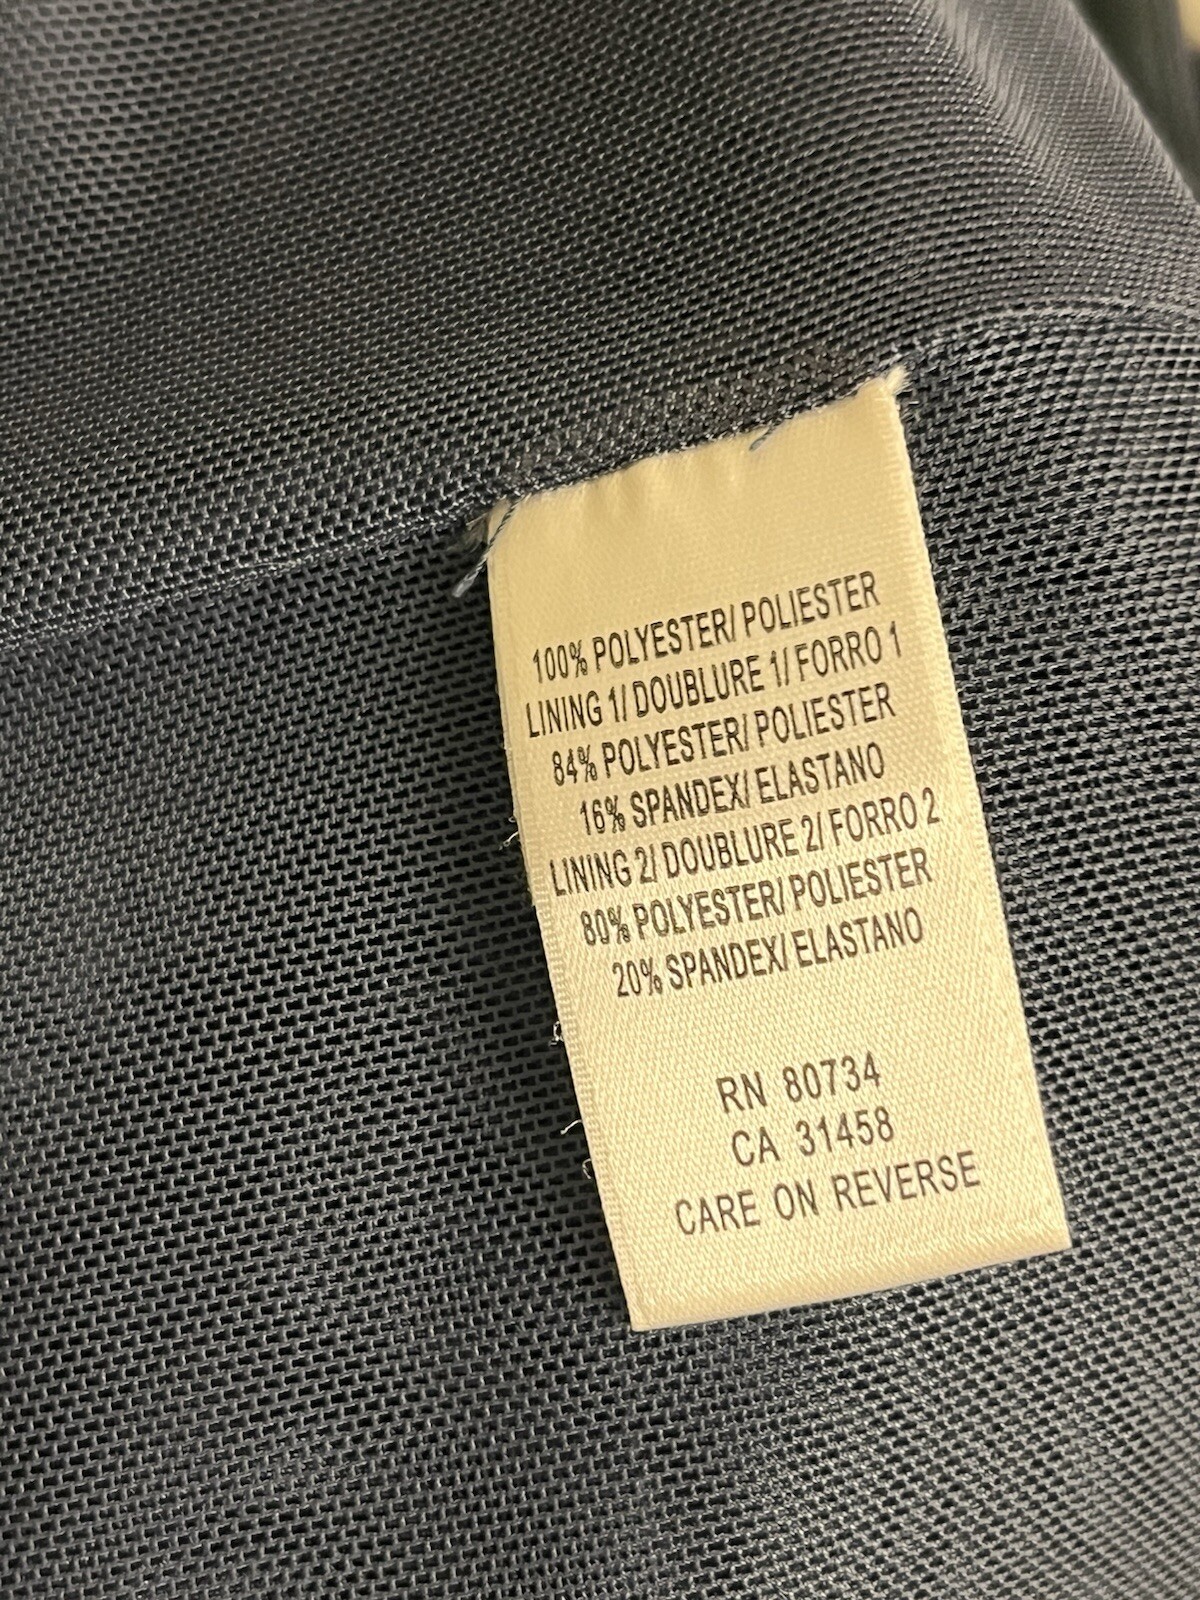 100% POLYESTER/ POLIESTER
LINING 1/ DOUBLURE 1/ FORRO 1
84% POLYESTER/ POLIESTER
16% SPANDEX/ ELASTANO
LINING 2/ DOUBLURE 2/ FORRO 2
80% POLYESTER/ POLIESTER
20% SPANDEX/ ELASTANO
RN 80734
CA 31458
CARE ON REVERSE